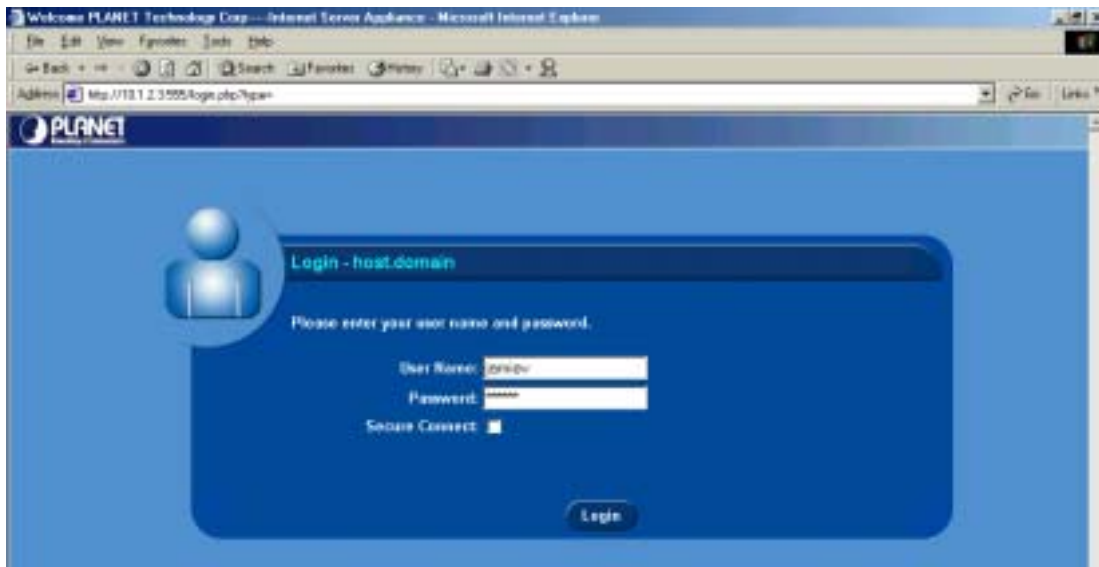 Welcome PLANET Technology Corp----Internet Server Appliance - Microsoft Internet Explorer
File Edit View Favorites Tools Help
Back Search Favorites History
Address Go Links
PLANET
Login - host.domain
Please enter your user name and password.
User Name:
Password: ******
Secure Connect:
Login